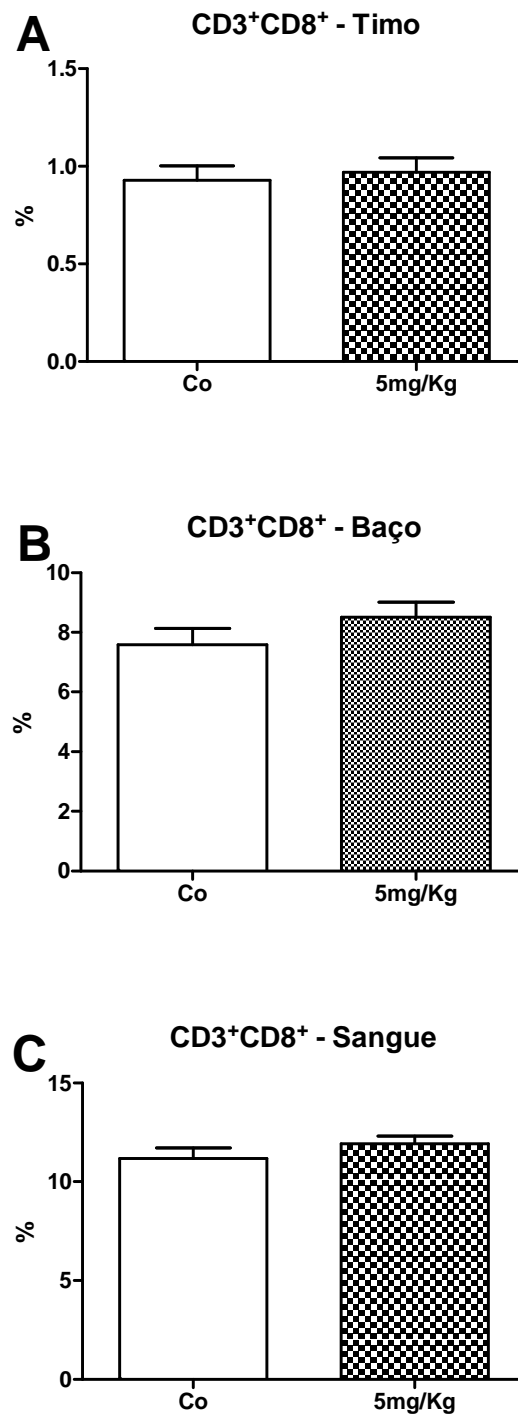 A
CD3⁺CD8⁺ - Timo
1.5
1.0
0.5
0.0
%
Co 5mg/Kg
B
CD3⁺CD8⁺ - Baço
10
8
6
4
2
0
%
Co 5mg/Kg
C
CD3⁺CD8⁺ - Sangue
15
10
5
0
%
Co 5mg/Kg